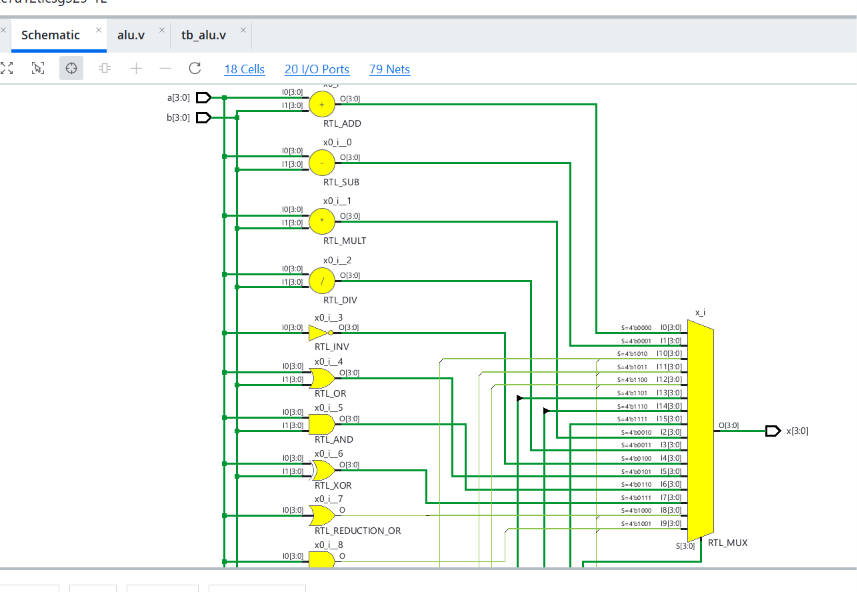 Schematic × alu.v × tb_alu.v ×
18 Cells 20 I/O Ports 79 Nets
a[3:0]
b[3:0]
I0[3:0]
I1[3:0]
O[3:0]
RTL_ADD
x0_i__0
I0[3:0]
I1[3:0]
O[3:0]
RTL_SUB
x0_i__1
I0[3:0]
I1[3:0]
O[3:0]
RTL_MULT
x0_i__2
I0[3:0]
I1[3:0]
O[3:0]
RTL_DIV
x0_i__3
I0[3:0]
O[3:0]
RTL_INV
x0_i__4
I0[3:0]
I1[3:0]
O[3:0]
RTL_OR
x0_i__5
I0[3:0]
I1[3:0]
O[3:0]
RTL_AND
x0_i__6
I0[3:0]
I1[3:0]
O[3:0]
RTL_XOR
x0_i__7
I0[3:0]
O
RTL_REDUCTION_OR
x0_i__8
I0[3:0]
O
x_i
S=4'b0000 I0[3:0]
S=4'b0001 I1[3:0]
S=4'b1010 I10[3:0]
S=4'b1011 I11[3:0]
S=4'b1100 I12[3:0]
S=4'b1101 I13[3:0]
S=4'b1110 I14[3:0]
S=4'b1111 I15[3:0]
S=4'b0010 I2[3:0]
S=4'b0011 I3[3:0]
S=4'b0100 I4[3:0]
S=4'b0101 I5[3:0]
S=4'b0110 I6[3:0]
S=4'b0111 I7[3:0]
S=4'b1000 I8[3:0]
S=4'b1001 I9[3:0]
O[3:0]
x[3:0]
S[3:0]
RTL_MUX